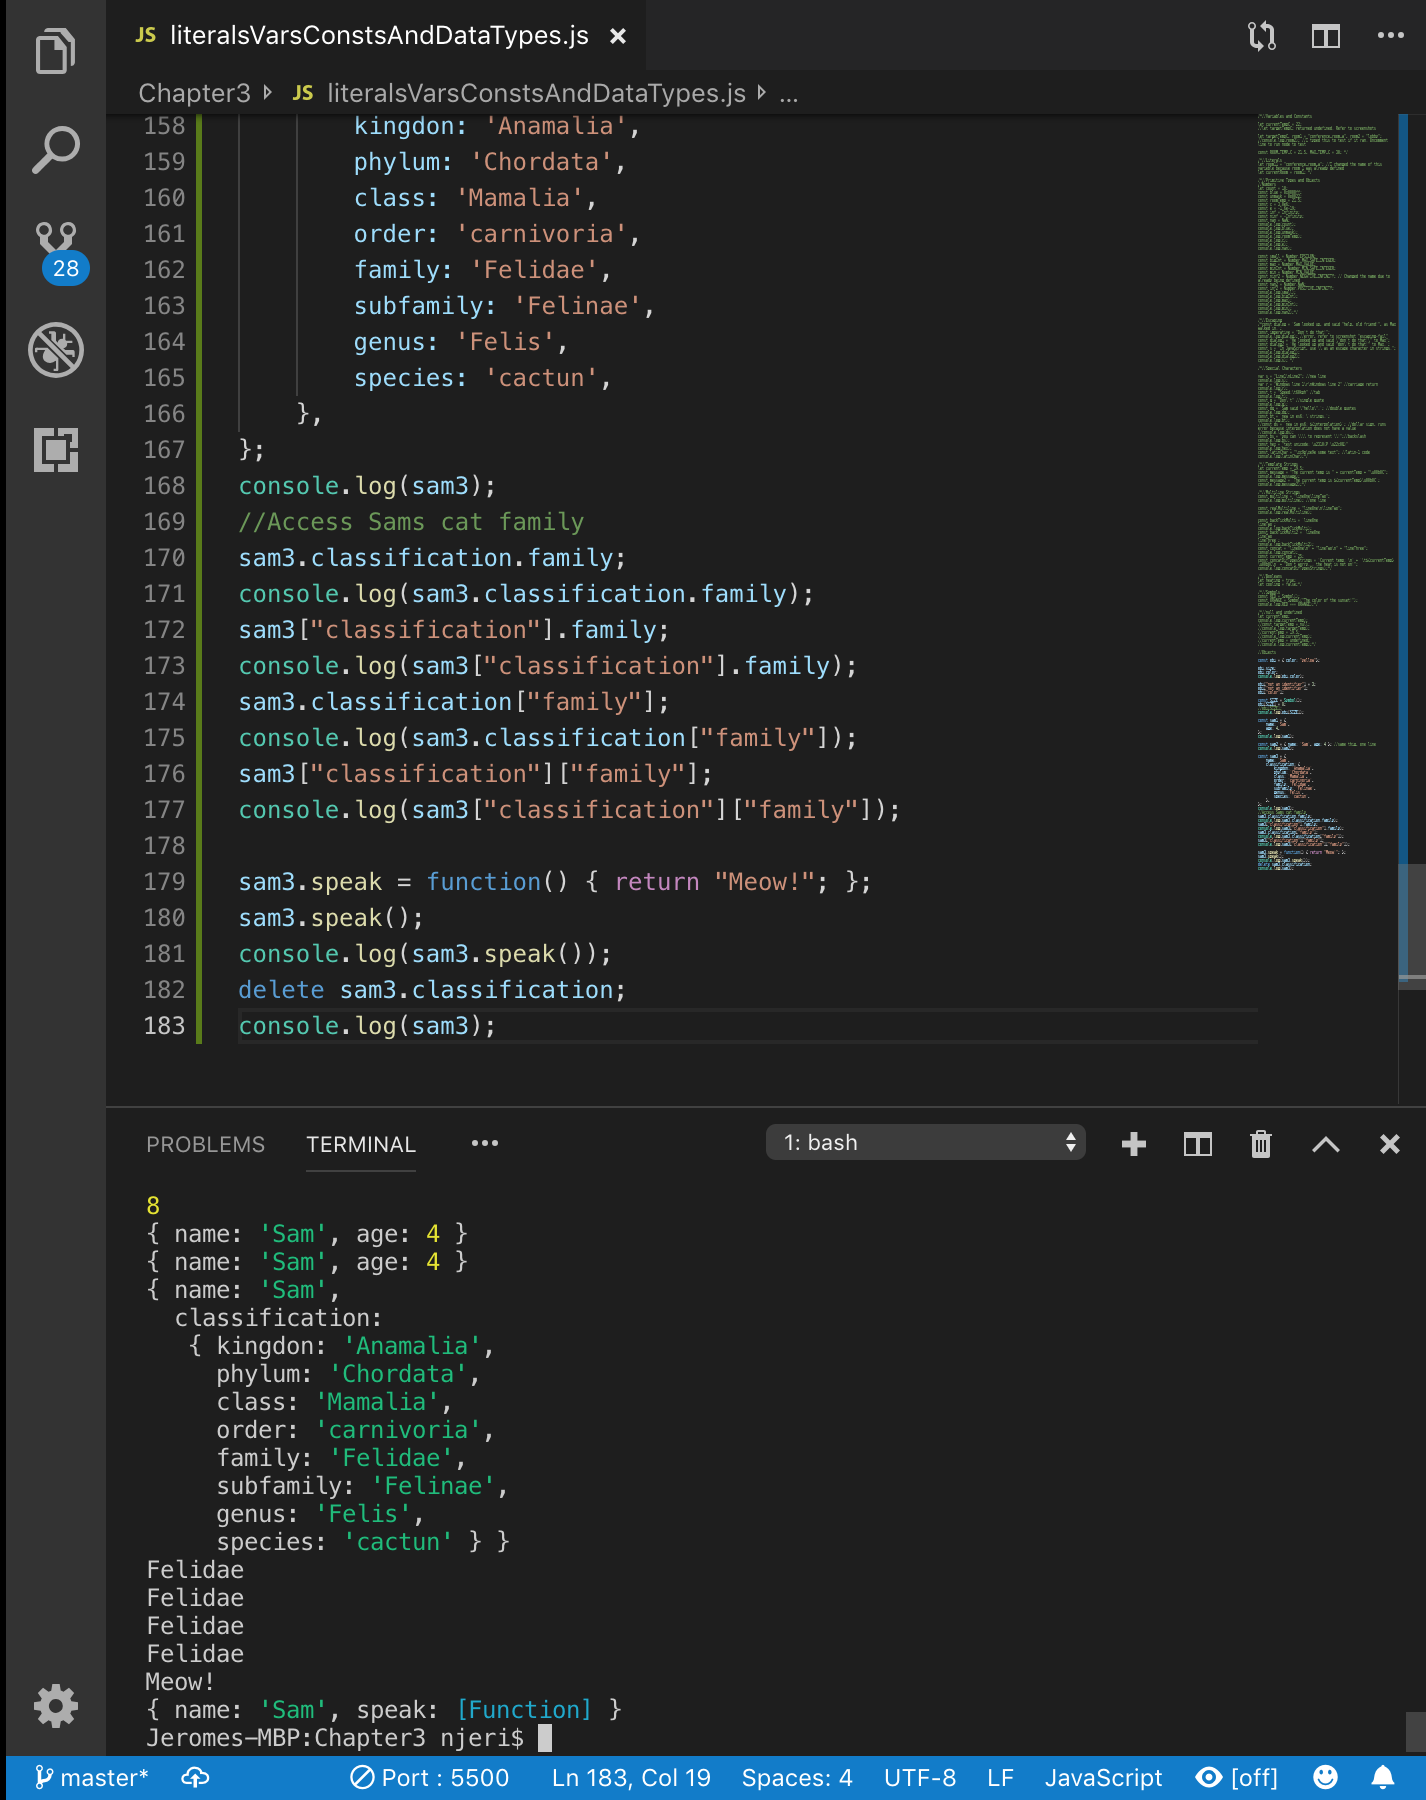 JS literalsVarsConstsAndDataTypes.js
Chapter3 JS literalsVarsConstsAndDataTypes.js ...
158 kingdon: 'Anamalia',
159 phylum: 'Chordata',
160 class: 'Mamalia',
161 order: 'carnivoria',
162 family: 'Felidae',
163 subfamily: 'Felinae',
164 genus: 'Felis',
165 species: 'cactun',
166 },
167 };
168 console.log(sam3);
169 //Access Sams cat family
170 sam3.classification.family;
171 console.log(sam3.classification.family);
172 sam3["classification"].family;
173 console.log(sam3["classification"].family);
174 sam3.classification["family"];
175 console.log(sam3.classification["family"]);
176 sam3["classification"]["family"];
177 console.log(sam3["classification"]["family"]);
178
179 sam3.speak = function() { return "Meow!"; };
180 sam3.speak();
181 console.log(sam3.speak());
182 delete sam3.classification;
183 console.log(sam3);
28
PROBLEMS TERMINAL ••• 1: bash
8
{ name: 'Sam', age: 4 }
{ name: 'Sam', age: 4 }
{ name: 'Sam',
classification:
{ kingdon: 'Anamalia',
phylum: 'Chordata',
class: 'Mamalia',
order: 'carnivoria',
family: 'Felidae',
subfamily: 'Felinae',
genus: 'Felis',
species: 'cactun' } }
Felidae
Felidae
Felidae
Felidae
Meow!
{ name: 'Sam', speak: [Function] }
Jeromes-MBP:Chapter3 njeri$
master* Port : 5500 Ln 183, Col 19 Spaces: 4 UTF-8 LF JavaScript [off]